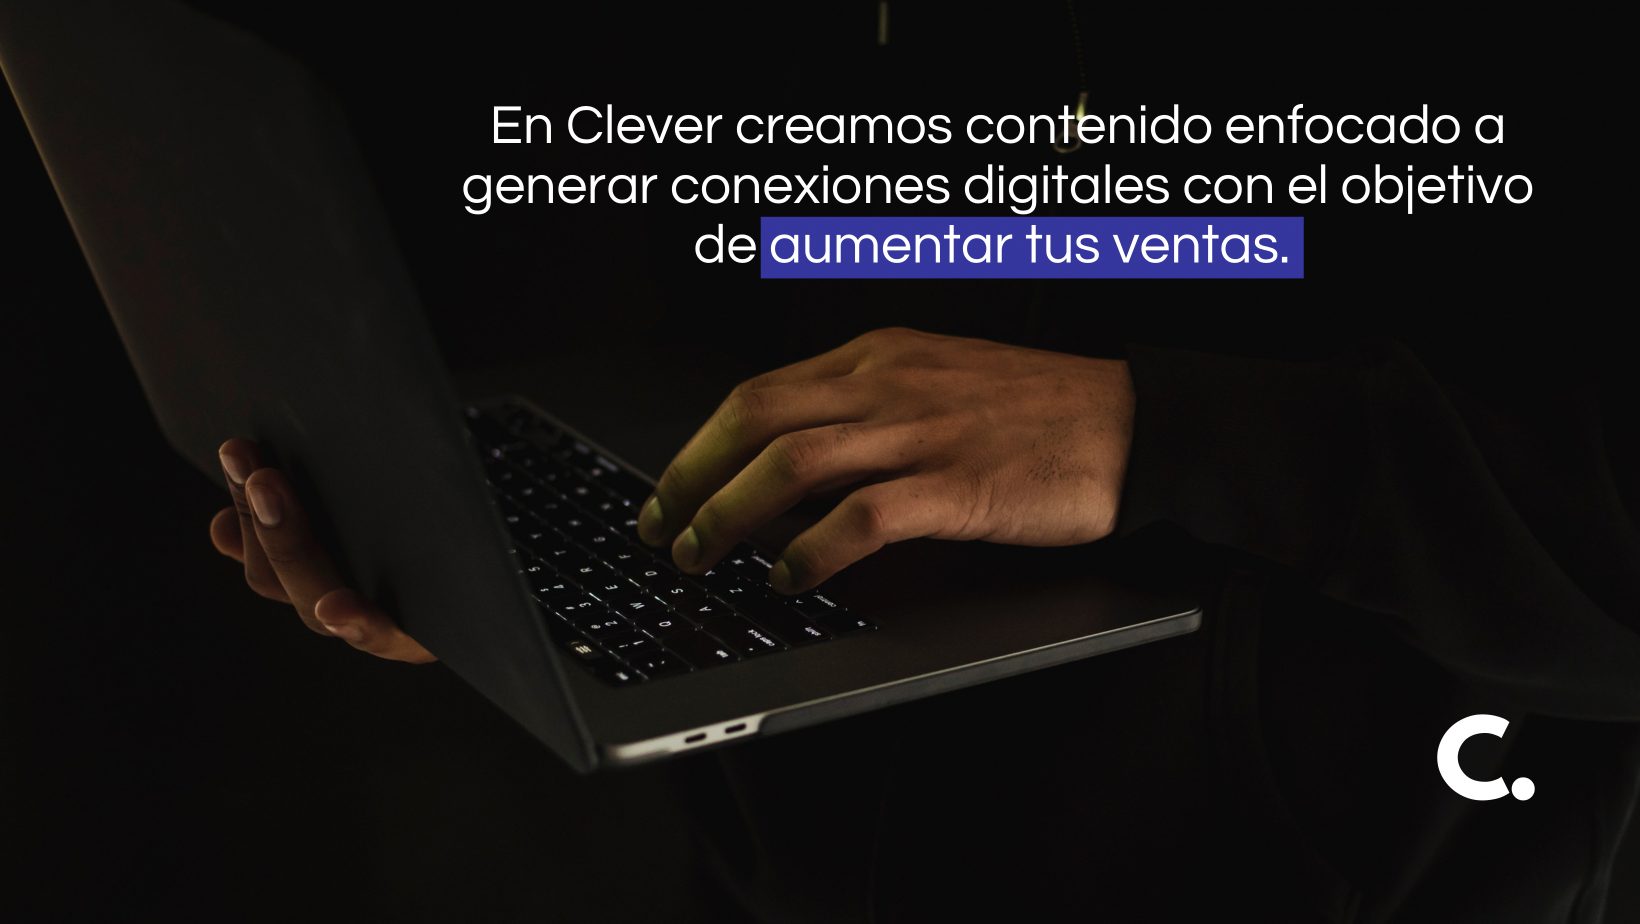 En Clever creamos contenido enfocado a
generar conexiones digitales con el objetivo
de aumentar tus ventas.
C.